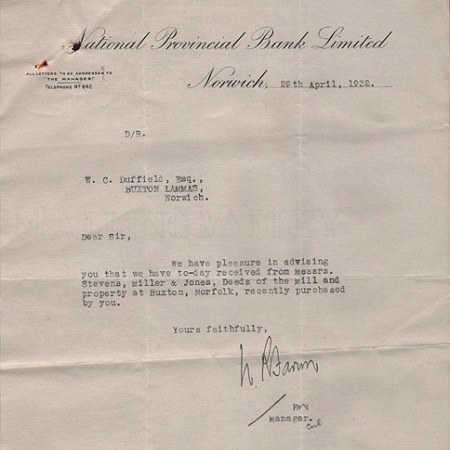 National Provincial Bank Limited
ALL LETTERS TO BE ADDRESSED TO
"THE MANAGER"
TELEPHONE Nº 642.
Norwich, 29th April, 1932.
D/R.
W. C. Duffield, Esq.,
BUXTON LAMMAS,
Norwich.
Dear Sir,
We have pleasure in advising
you that we have to-day received from Messrs.
Stevens, Miller & Jones, Deeds of the Mill and
property at Buxton, Norfolk, recently purchased
by you.
Yours faithfully,
Manager.